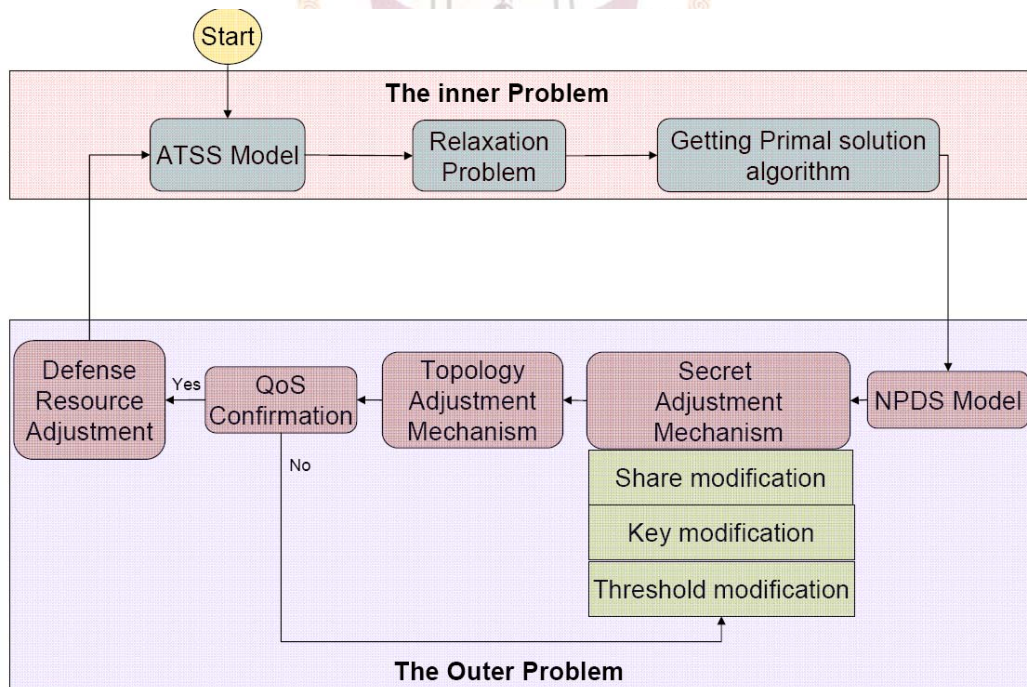 Start
The inner Problem
ATSS Model
Relaxation
Problem
Getting Primal solution
algorithm
Defense
Resource
Adjustment
Yes
QoS
Confirmation
No
Topology
Adjustment
Mechanism
Secret
Adjustment
Mechanism
NPDS Model
Share modification
Key modification
Threshold modification
The Outer Problem